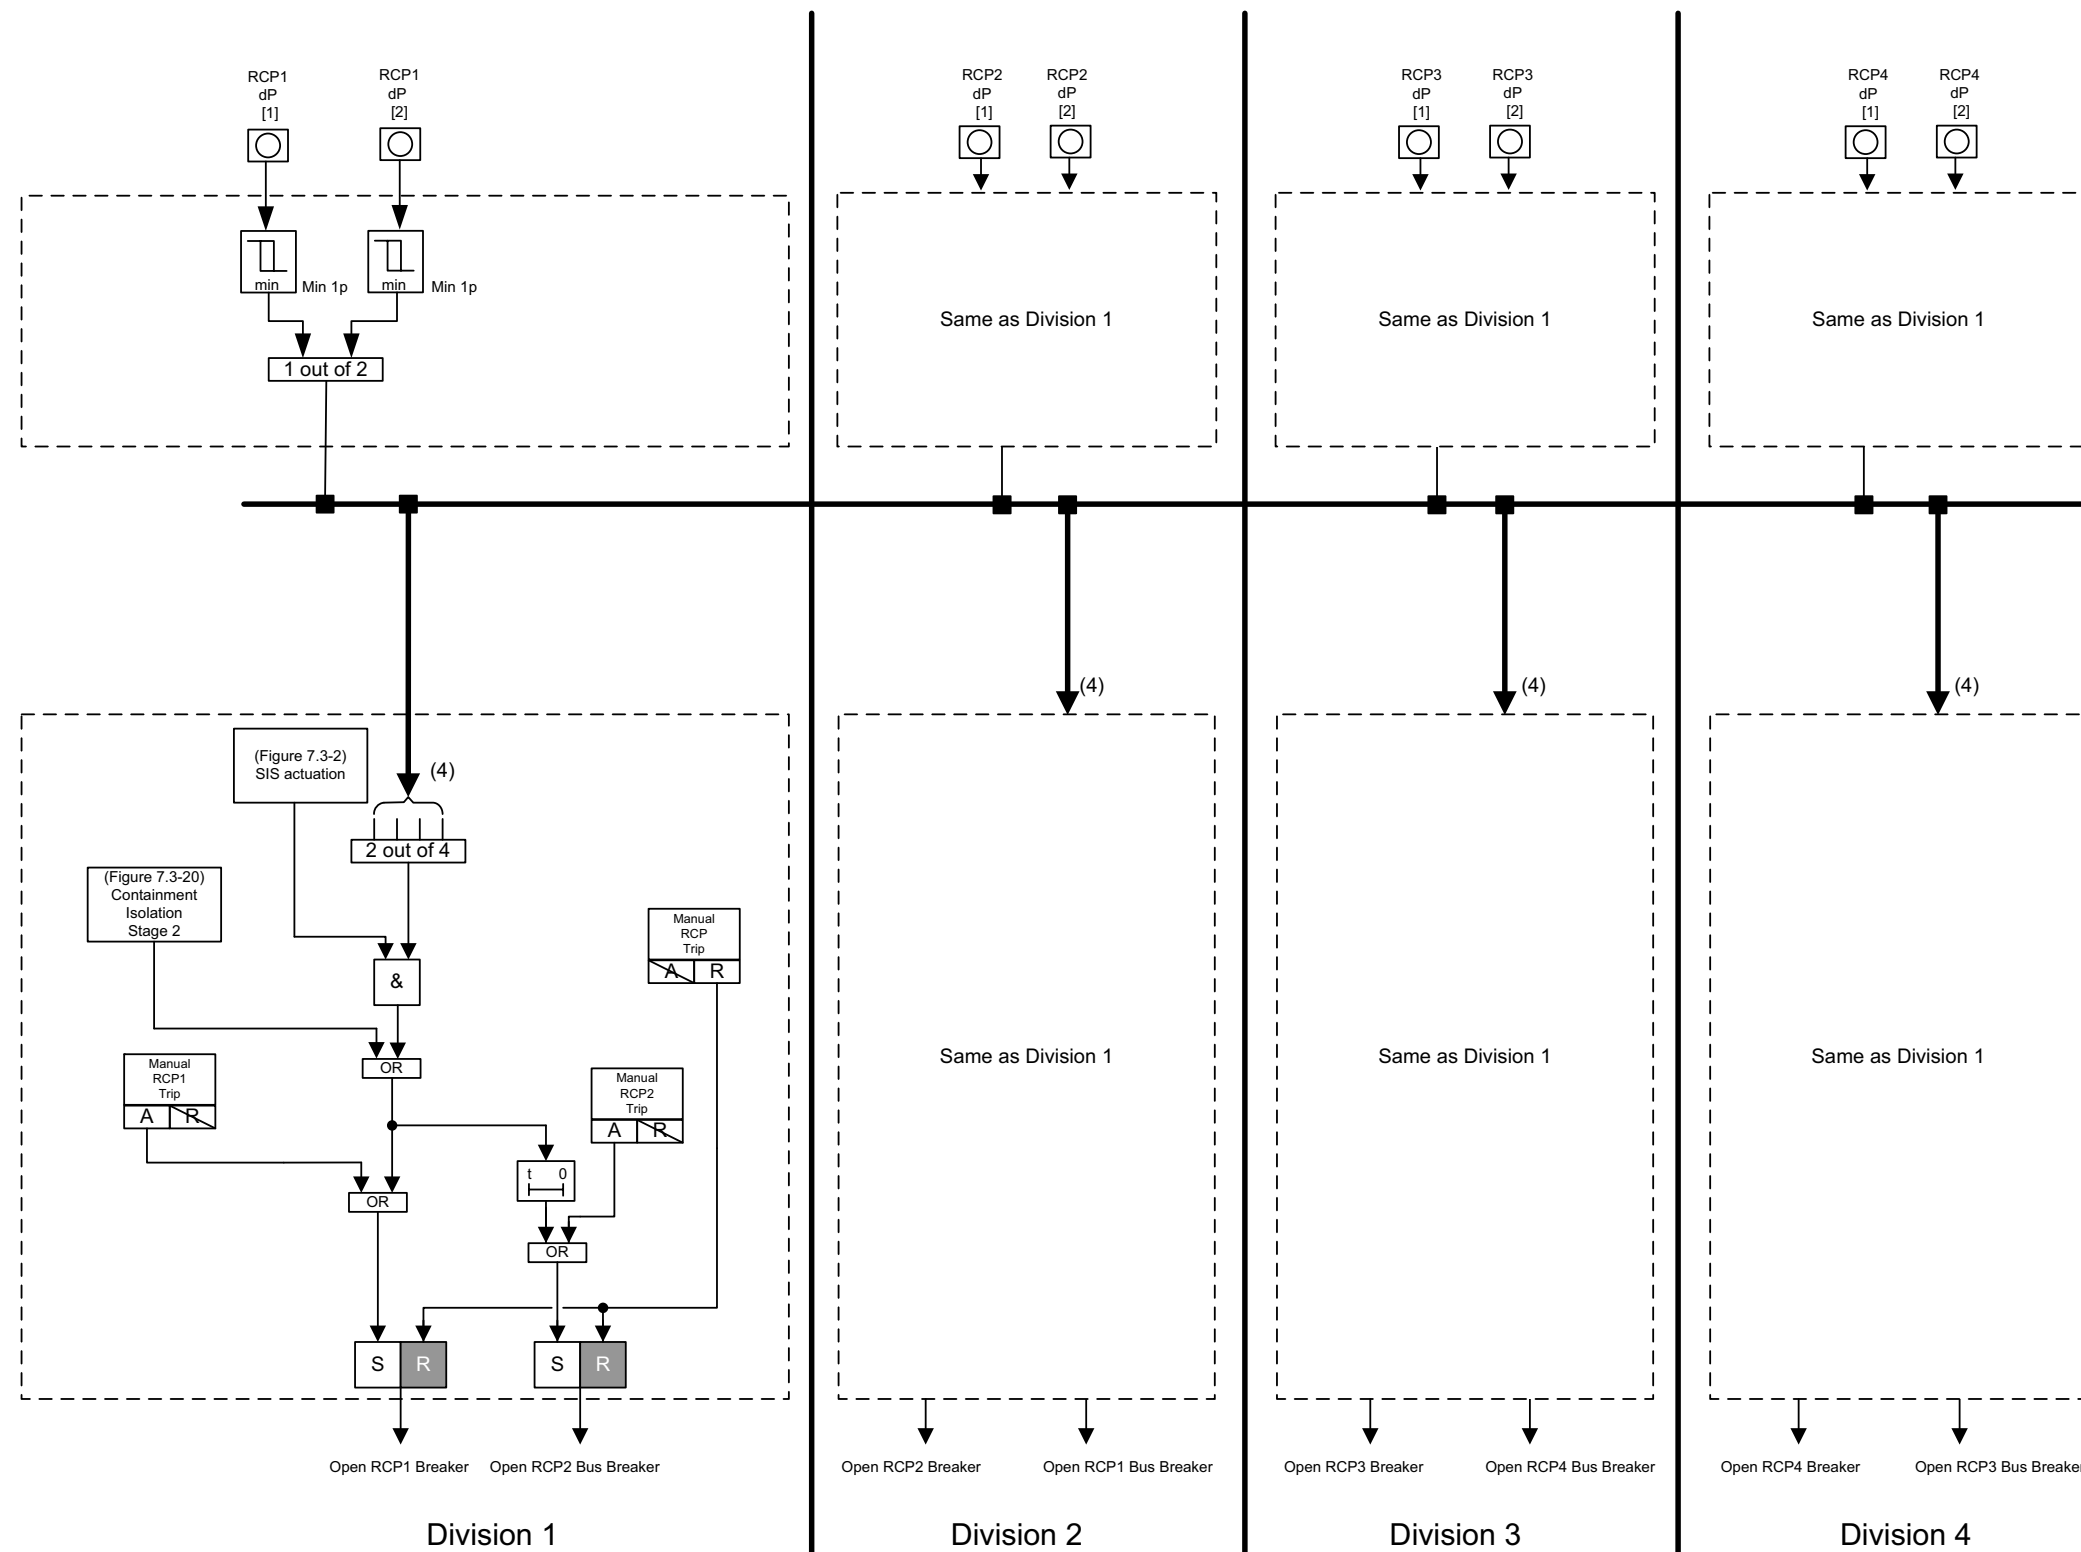 RCP1
dP
[1]
RCP1
dP
[2]
RCP2
dP
[1]
RCP2
dP
[2]
RCP3
dP
[1]
RCP3
dP
[2]
RCP4
dP
[1]
RCP4
dP
[2]
min
Min 1p
min
Min 1p
1 out of 2
Same as Division 1
Same as Division 1
Same as Division 1
(4)
(4)
(4)
(4)
(Figure 7.3-2)
SIS actuation
2 out of 4
(Figure 7.3-20)
Containment
Isolation
Stage 2
Manual
RCP
Trip
A R
&
OR
Manual
RCP1
Trip
A R
Manual
RCP2
Trip
A R
t 0
OR
OR
S R
S R
Same as Division 1
Same as Division 1
Same as Division 1
Open RCP1 Breaker
Open RCP2 Bus Breaker
Open RCP2 Breaker
Open RCP1 Bus Breaker
Open RCP3 Breaker
Open RCP4 Bus Breaker
Open RCP4 Breaker
Open RCP3 Bus Breaker
Division 1
Division 2
Division 3
Division 4